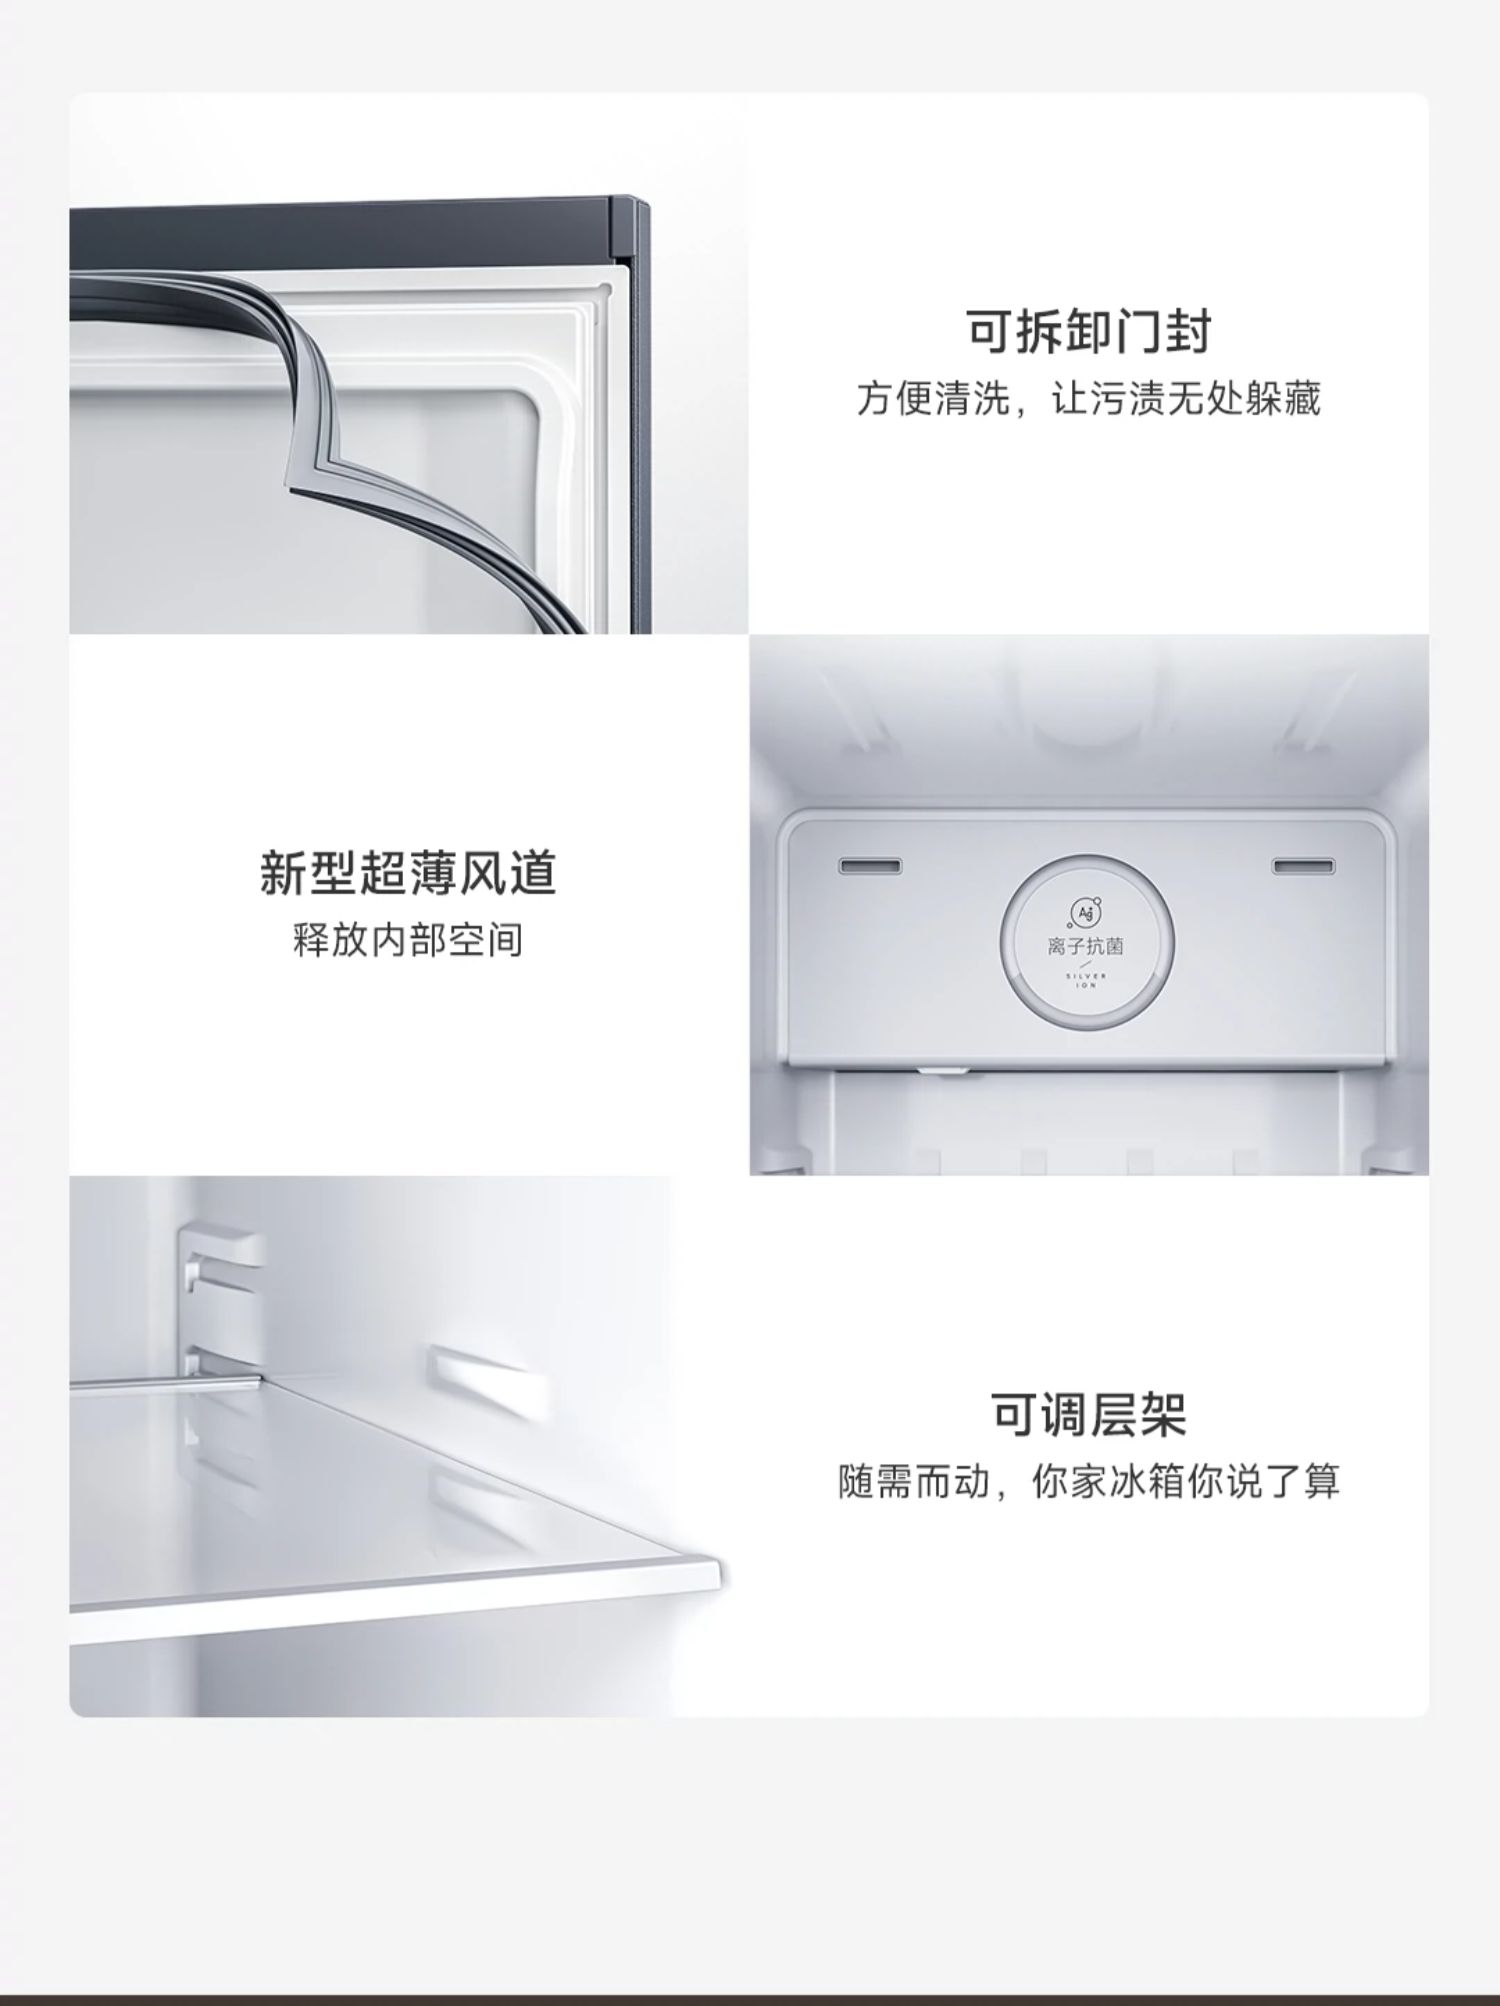 可拆卸门封
方便清洗，让污渍无处躲藏
新型超薄风道
释放内部空间
Ag
离子抗菌
SILVER
ION
可调层架
随需而动，你家冰箱你说了算